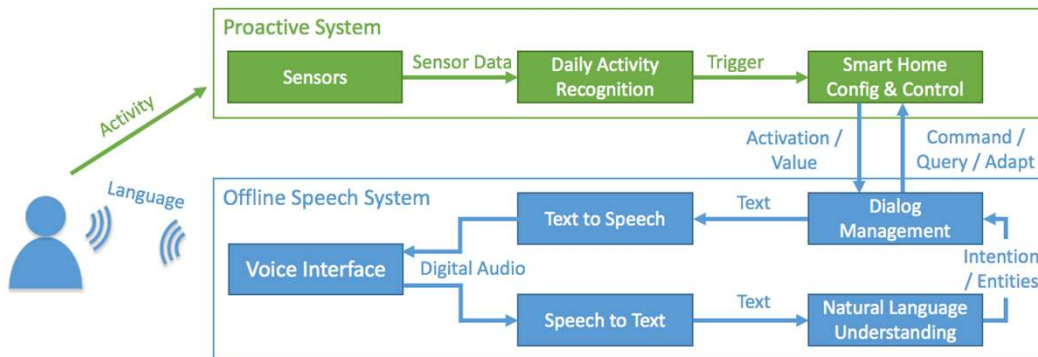 Proactive System
Sensors
Sensor Data
Daily Activity
Recognition
Trigger
Smart Home
Config & Control
Activity
Language
Activation /
Value
Command /
Query / Adapt
Offline Speech System
Text to Speech
Text
Dialog
Management
Voice Interface
Digital Audio
Intention
/ Entities
Speech to Text
Text
Natural Language
Understanding